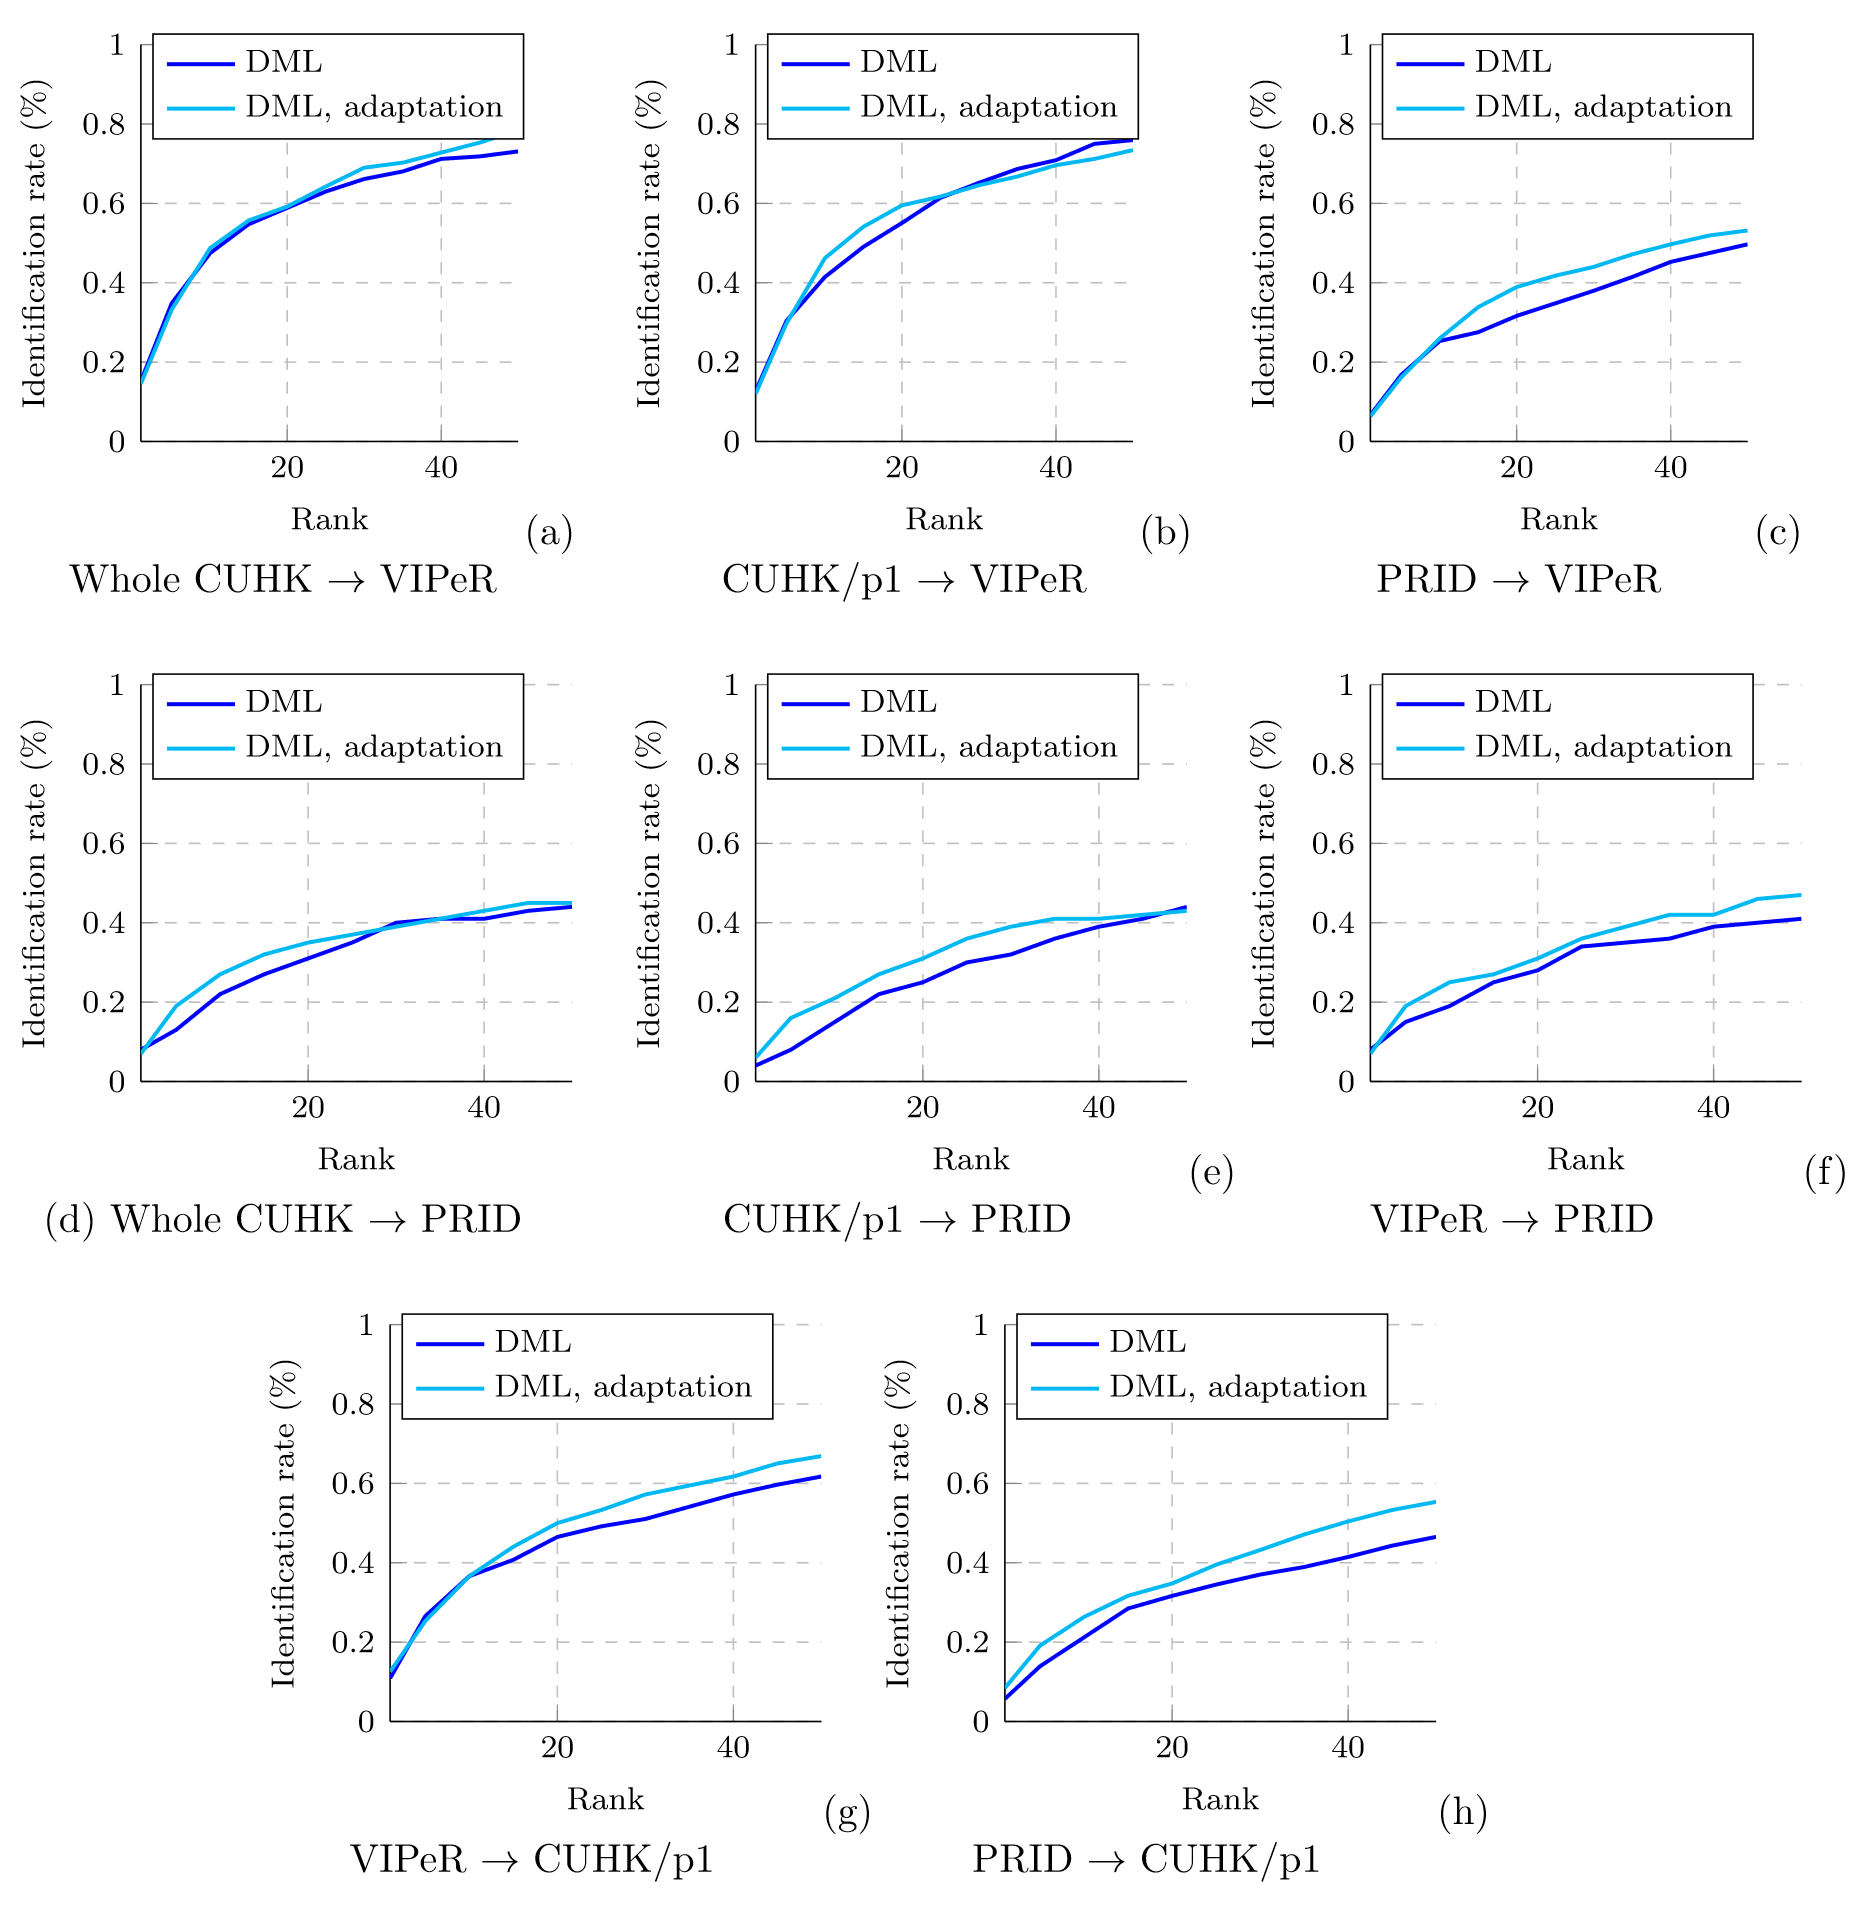 DML
DML, adaptation
1
0.8
0.6
0.4
0.2
0
20 40
Identification rate (%)
Rank
(a)
Whole CUHK → VIPeR
DML
DML, adaptation
1
0.8
0.6
0.4
0.2
0
20 40
Identification rate (%)
Rank
(b)
CUHK/p1 → VIPeR
DML
DML, adaptation
1
0.8
0.6
0.4
0.2
0
20 40
Identification rate (%)
Rank
(c)
PRID → VIPeR
DML
DML, adaptation
1
0.8
0.6
0.4
0.2
0
20 40
Identification rate (%)
Rank
(d) Whole CUHK → PRID
DML
DML, adaptation
1
0.8
0.6
0.4
0.2
0
20 40
Identification rate (%)
Rank
(e)
CUHK/p1 → PRID
DML
DML, adaptation
1
0.8
0.6
0.4
0.2
0
20 40
Identification rate (%)
Rank
(f)
VIPeR → PRID
DML
DML, adaptation
1
0.8
0.6
0.4
0.2
0
20 40
Identification rate (%)
Rank
(g)
VIPeR → CUHK/p1
DML
DML, adaptation
1
0.8
0.6
0.4
0.2
0
20 40
Identification rate (%)
Rank
(h)
PRID → CUHK/p1